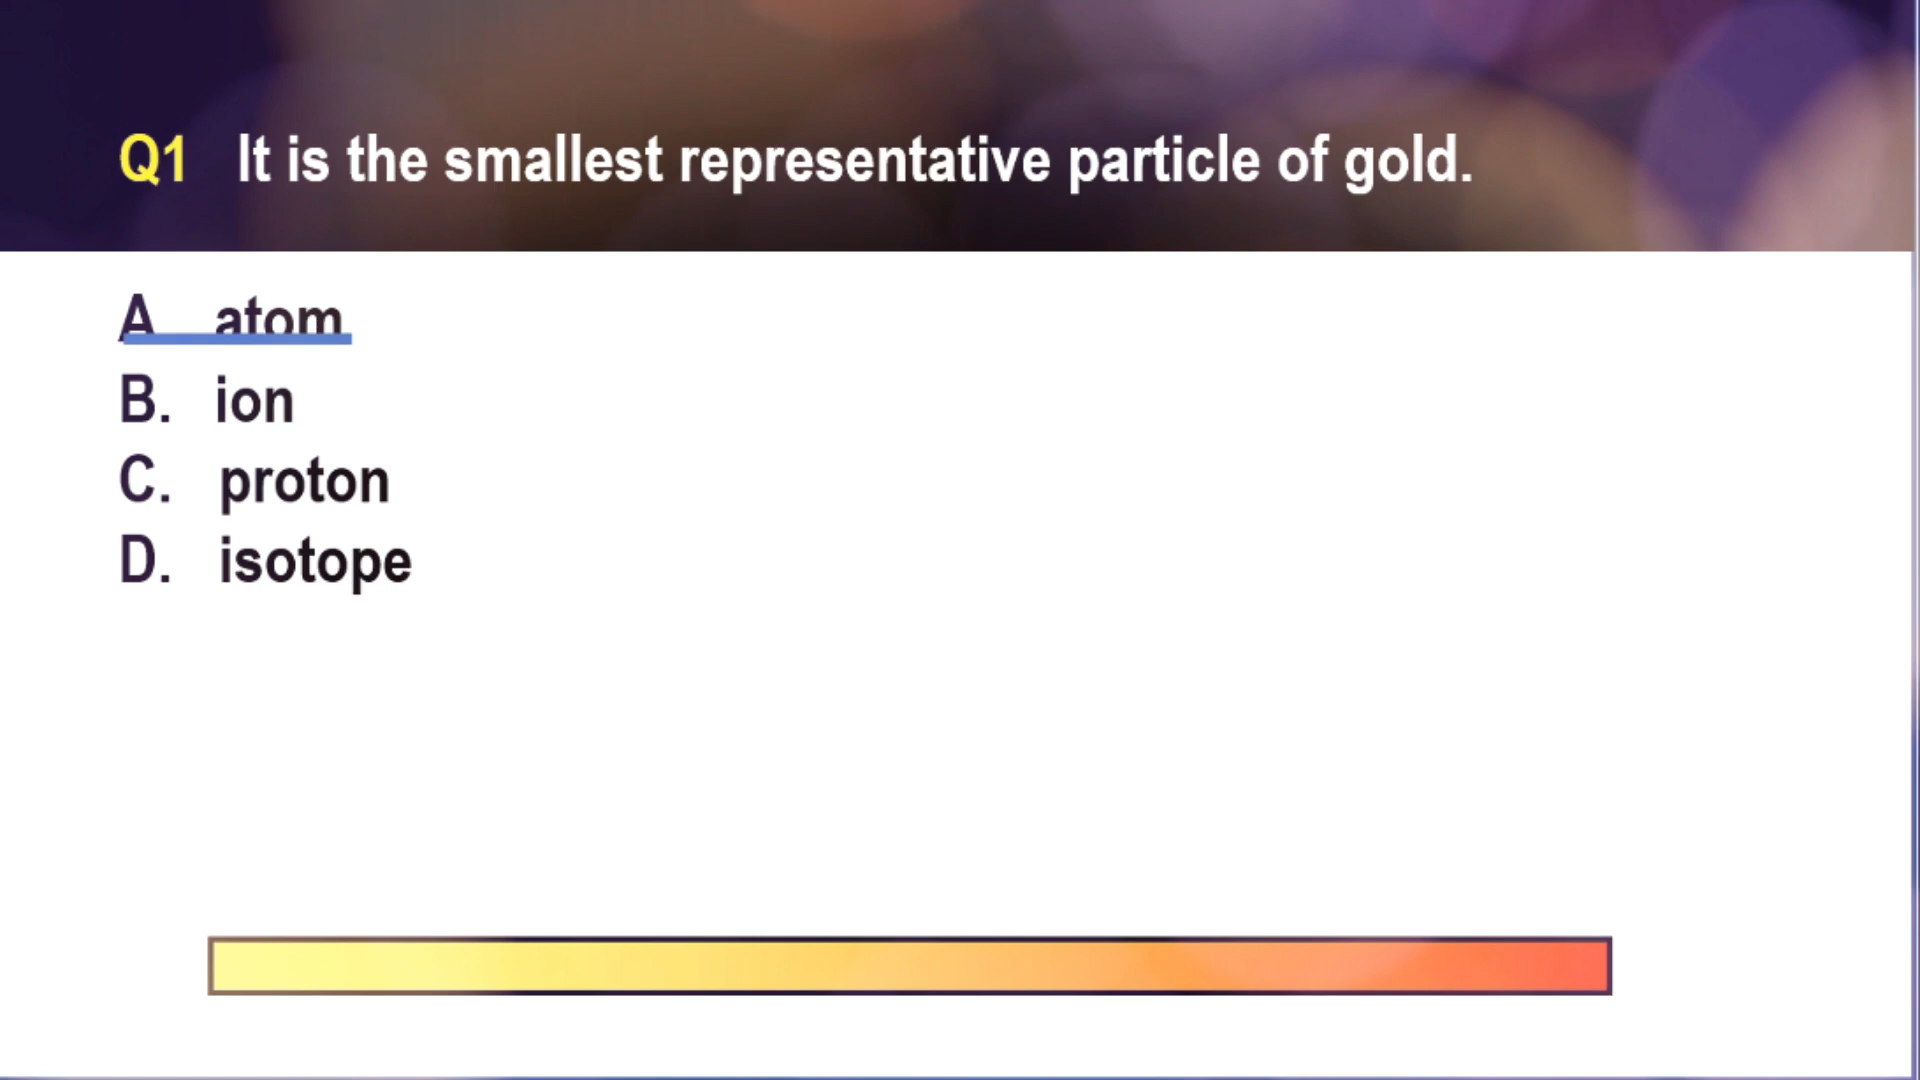 Q1 It is the smallest representative particle of gold.
A atom
B. ion
C. proton
D. isotope